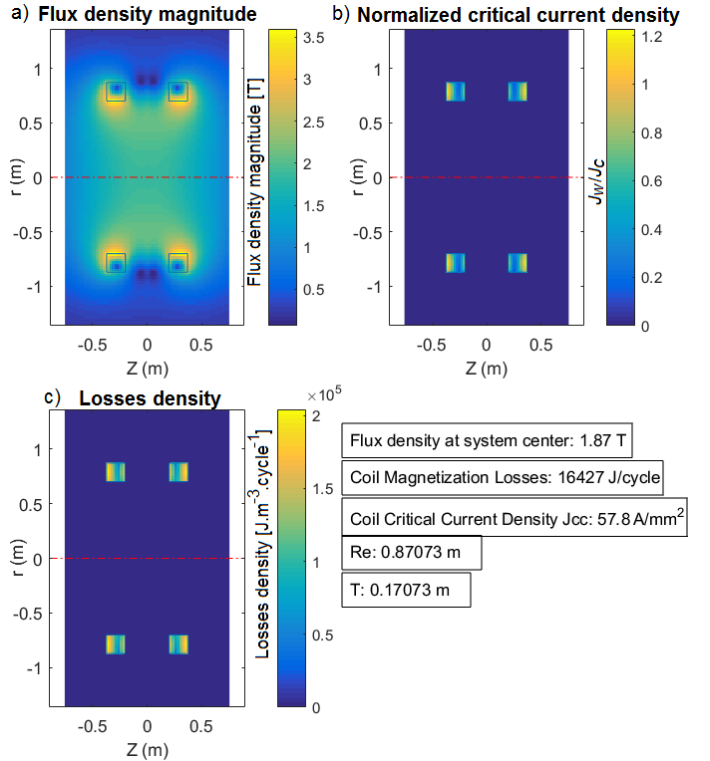 a) Flux density magnitude
1
0.5
0
-0.5
-1
r (m)
-0.5 0 0.5
Z (m)
3.5
3
2.5
2
1.5
1
0.5
Flux density magnitude [T]
b) Normalized critical current density
1
0.5
0
-0.5
-1
r (m)
-0.5 0 0.5
Z (m)
1.2
1
0.8
0.6
0.4
0.2
0
J_W/J_C
c) Losses density
1
0.5
0
-0.5
-1
r (m)
-0.5 0 0.5
Z (m)
×10^5
2
1.5
1
0.5
0
Losses density [J.m^-3.cycle^-1]
Flux density at system center: 1.87 T
Coil Magnetization Losses: 16427 J/cycle
Coil Critical Current Density Jcc: 57.8 A/mm^2
Re: 0.87073 m
T: 0.17073 m